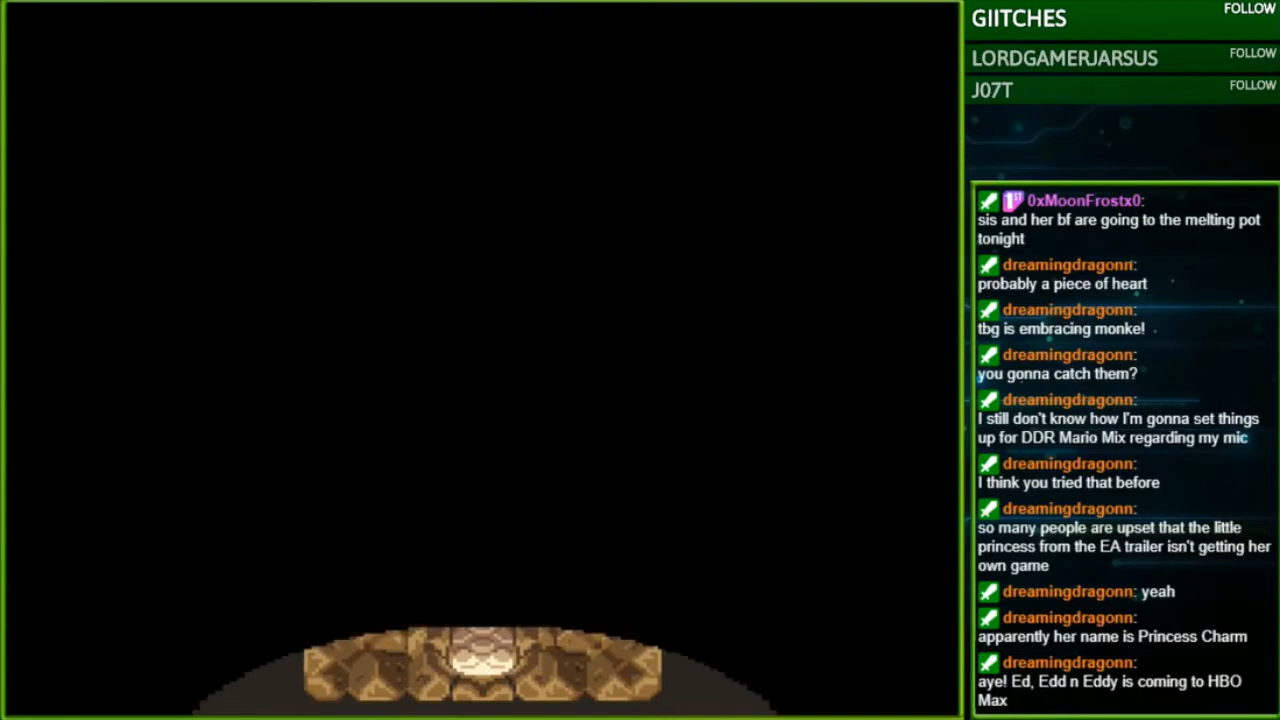 GIITCHES FOLLOW
LORDGAMERJARSUS FOLLOW
J07T FOLLOW
1ST 0xMoonFrostx0:
sis and her bf are going to the melting pot
tonight
dreamingdragonn:
probably a piece of heart
dreamingdragonn:
tbg is embracing monke!
dreamingdragonn:
you gonna catch them?
dreamingdragonn:
I still don't know how I'm gonna set things
up for DDR Mario Mix regarding my mic
dreamingdragonn:
I think you tried that before
dreamingdragonn:
so many people are upset that the little
princess from the EA trailer isn't getting her
own game
dreamingdragonn: yeah
dreamingdragonn:
apparently her name is Princess Charm
dreamingdragonn:
aye! Ed, Edd n Eddy is coming to HBO
Max